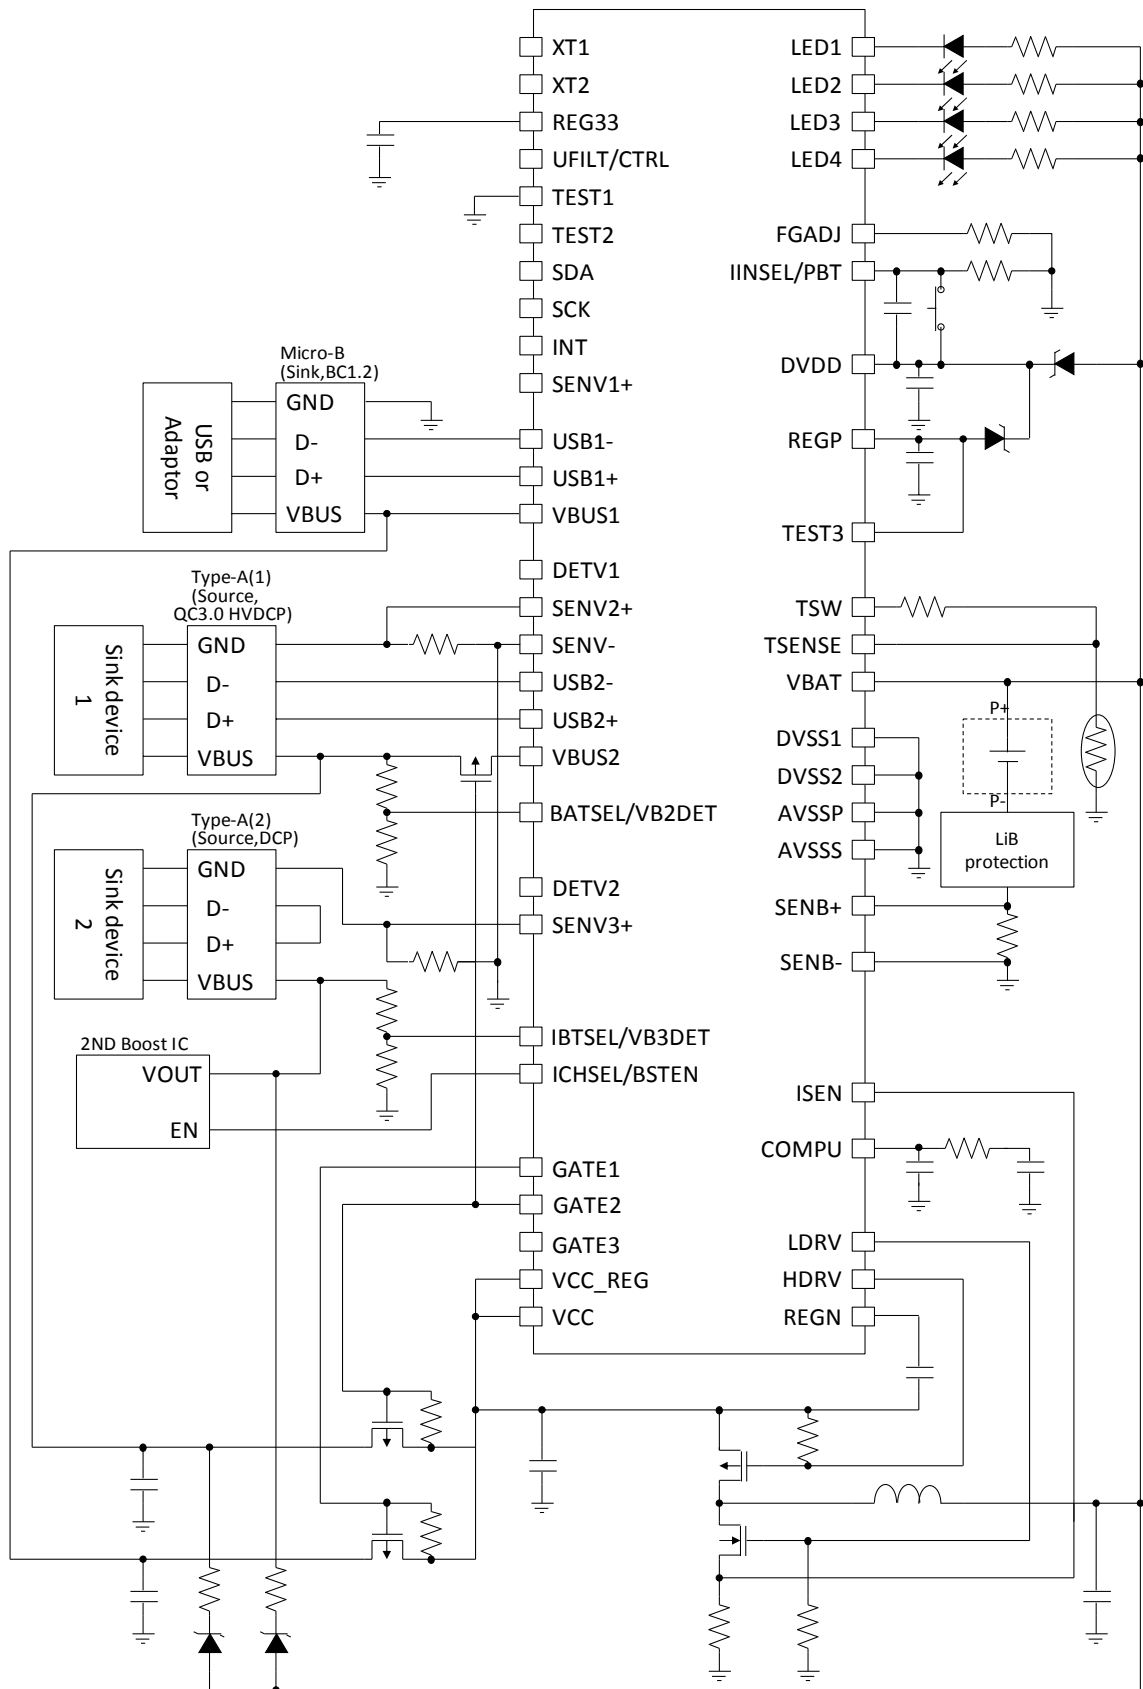 XT1
XT2
REG33
UFILT/CTRL
TEST1
TEST2
SDA
SCK
INT
SENV1+
USB1-
USB1+
VBUS1
DETV1
SENV2+
SENV-
USB2-
USB2+
VBUS2
BATSEL/VB2DET
DETV2
SENV3+
IBTSEL/VB3DET
ICHSEL/BSTEN
GATE1
GATE2
GATE3
VCC_REG
VCC
LED1
LED2
LED3
LED4
FGADJ
IINSEL/PBT
DVDD
REGP
TEST3
TSW
TSENSE
VBAT
DVSS1
DVSS2
AVSSP
AVSSS
SENB+
SENB-
ISEN
COMPU
LDRV
HDRV
REGN
Micro-B
(Sink,BC1.2)
USB or
Adaptor
GND
D-
D+
VBUS
Type-A(1)
(Source,
QC3.0 HVDCP)
Sink device
1
GND
D-
D+
VBUS
Type-A(2)
(Source,DCP)
Sink device
2
GND
D-
D+
VBUS
2ND Boost IC
VOUT
EN
P+
P-
LiB
protection